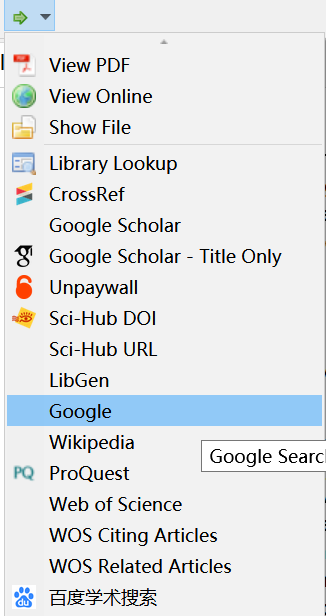 View PDF
View Online
Show File
Library Lookup
CrossRef
Google Scholar
Google Scholar - Title Only
Unpaywall
Sci-Hub DOI
Sci-Hub URL
LibGen
Google
Wikipedia
Google Searc
PQ ProQuest
Web of Science
WOS Citing Articles
WOS Related Articles
百度学术搜索